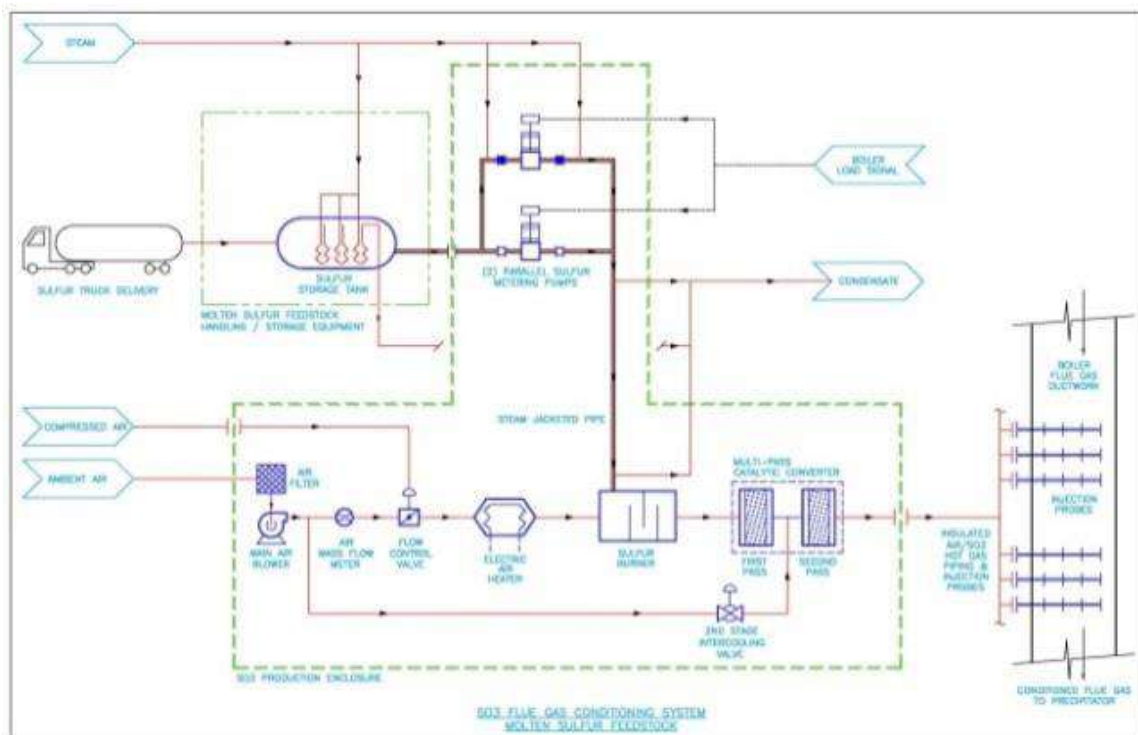 STEAM
BOILER
LOAD SIGNAL
SULFUR TRUCK DELIVERY
SULFUR
STORAGE TANK
(2) PARALLEL SULFUR
METERING PUMPS
CONDENSATE
MOLTEN SULFUR FEEDSTOCK
HANDLING / STORAGE EQUIPMENT
BOILER
FLUE GAS
DUCTWORK
COMPRESSED AIR
STEAM JACKETED PIPE
AMBIENT AIR
AIR
FILTER
MULTI-PASS
CATALYTIC CONVERTER
INJECTION
PROBES
MAIN AIR
BLOWER
AIR
MASS FLOW
METER
FLOW
CONTROL
VALVE
ELECTRIC
AIR
HEATER
SULFUR
BURNER
FIRST
PASS
SECOND
PASS
INSULATED
AIR/SO3
HOT GAS
PIPING &
INJECTION
PROBES
2ND STAGE
INTERCOOLING
VALVE
SO3 PRODUCTION ENCLOSURE
CONDITIONED FLUE GAS
TO PRECIPITATOR
SO3 FLUE GAS CONDITIONING SYSTEM
MOLTEN SULFUR FEEDSTOCK